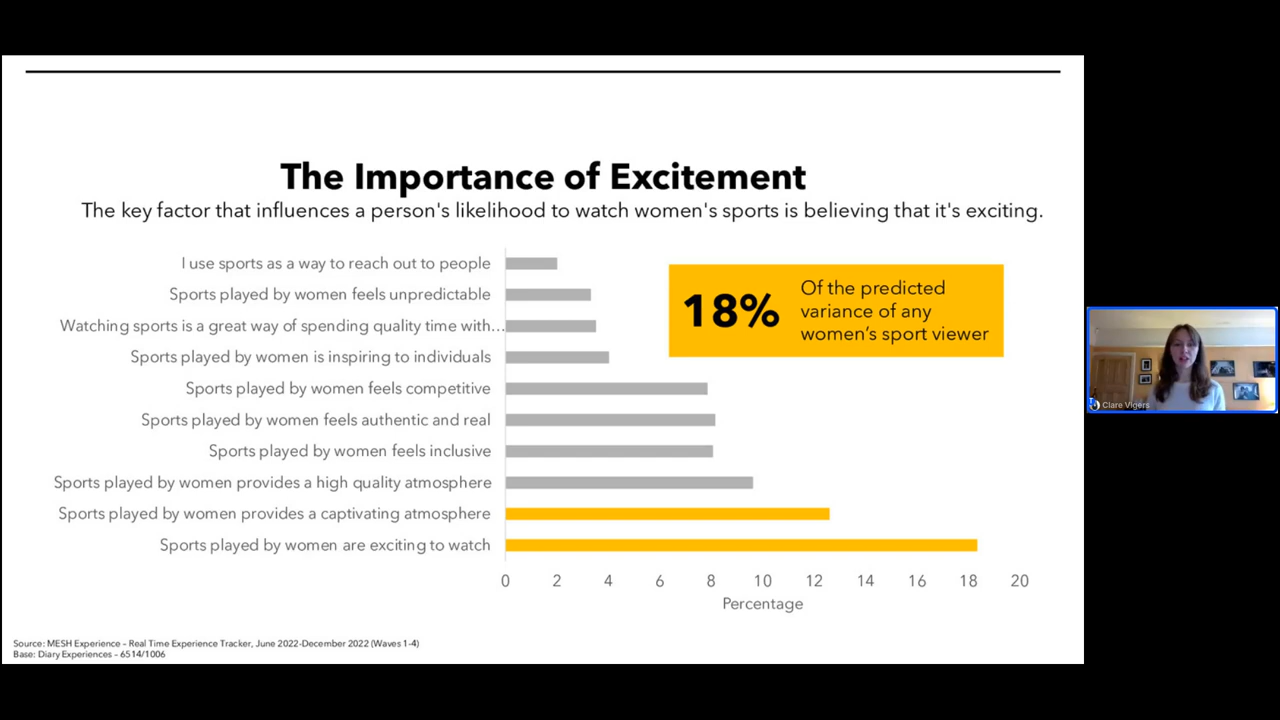 The Importance of Excitement
The key factor that influences a person's likelihood to watch women's sports is believing that it's exciting.
I use sports as a way to reach out to people
Sports played by women feels unpredictable
Watching sports is a great way of spending quality time with...
Sports played by women is inspiring to individuals
Sports played by women feels competitive
Sports played by women feels authentic and real
Sports played by women feels inclusive
Sports played by women provides a high quality atmosphere
Sports played by women provides a captivating atmosphere
Sports played by women are exciting to watch
18%
Of the predicted
variance of any
women’s sport viewer
0 2 4 6 8 10 12 14 16 18 20
Percentage
Source: MESH Experience – Real Time Experience Tracker, June 2022-December 2022 (Waves 1-4)
Base: Diary Experiences – 6514/1006
Clare Vigers